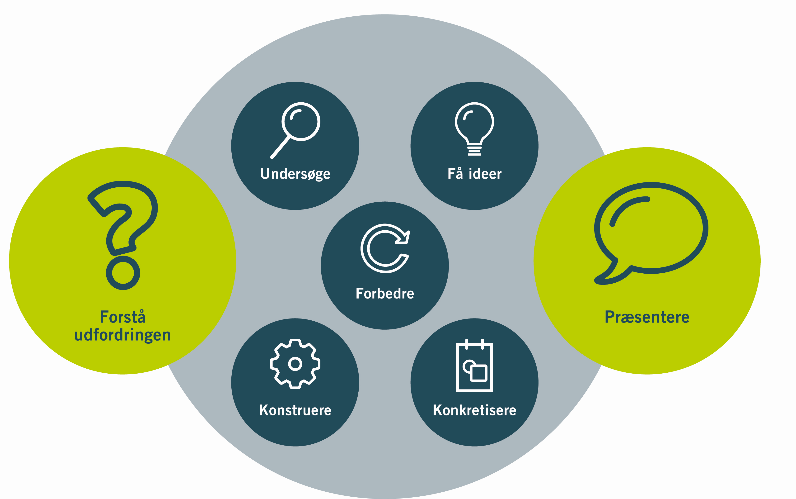 Forstå
udfordringen
Undersøge
Få ideer
Forbedre
Konstruere
Konkretisere
Præsentere